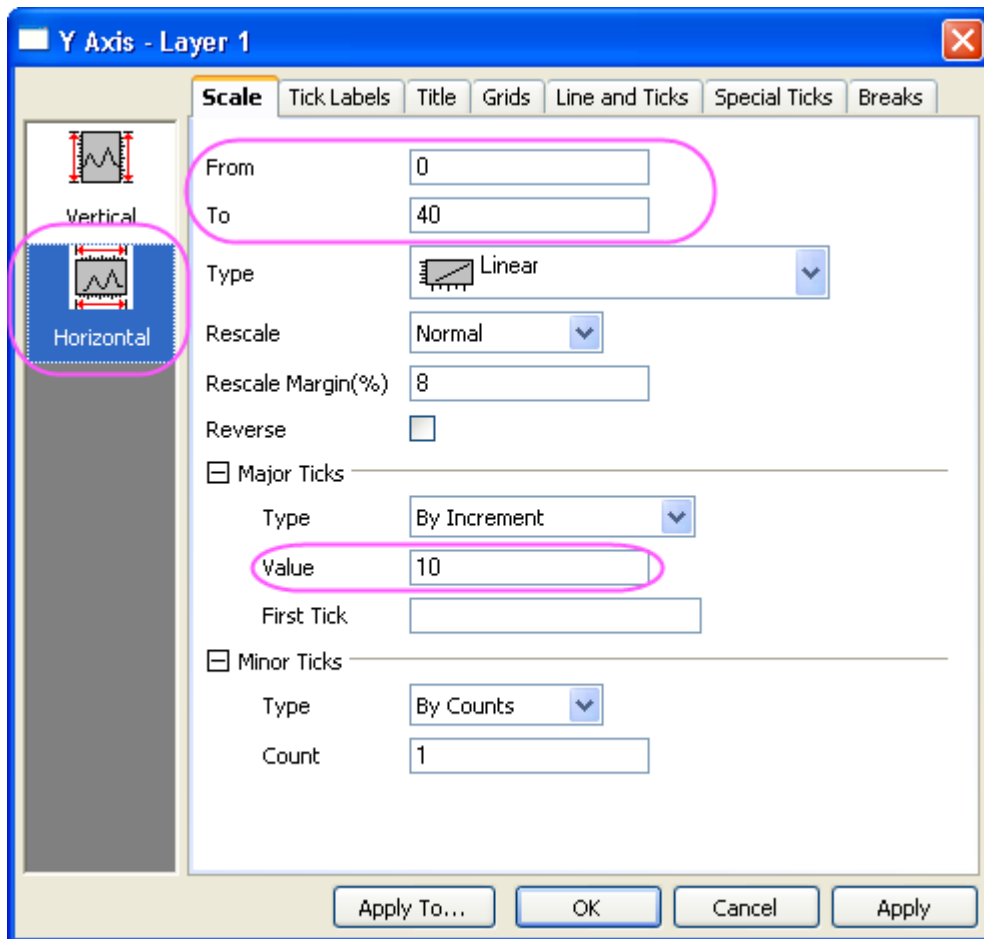 Y Axis - Layer 1
Scale Tick Labels Title Grids Line and Ticks Special Ticks Breaks
Vertical
Horizontal
From 0
To 40
Type Linear
Rescale Normal
Rescale Margin(%) 8
Reverse
Major Ticks
Type By Increment
Value 10
First Tick
Minor Ticks
Type By Counts
Count 1
Apply To... OK Cancel Apply